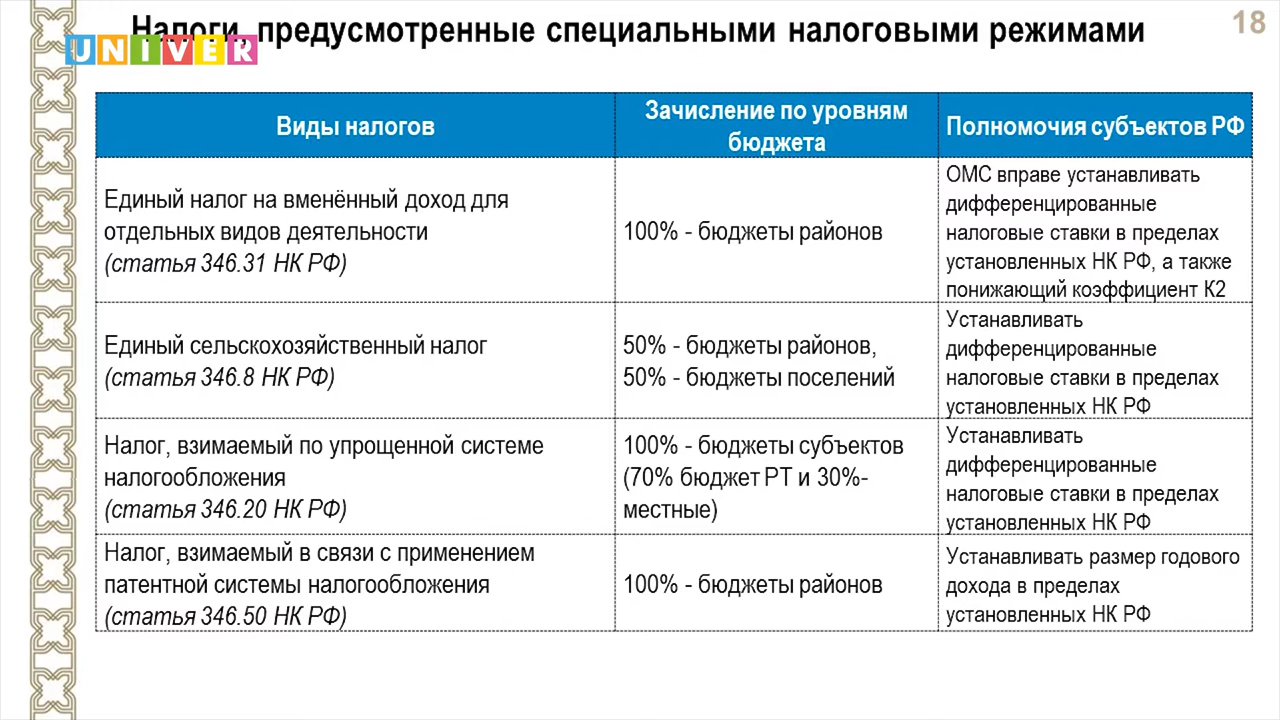 Налоги, предусмотренные специальными налоговыми режимами
18
UNIVER
Виды налогов
Зачисление по уровням
бюджета
Полномочия субъектов РФ
Единый налог на вменённый доход для
отдельных видов деятельности
(статья 346.31 НК РФ)
100% - бюджеты районов
ОМС вправе устанавливать
дифференцированные
налоговые ставки в пределах
установленных НК РФ, а также
понижающий коэффициент К2
Единый сельскохозяйственный налог
(статья 346.8 НК РФ)
50% - бюджеты районов,
50% - бюджеты поселений
Устанавливать
дифференцированные
налоговые ставки в пределах
установленных НК РФ
Налог, взимаемый по упрощенной системе
налогообложения
(статья 346.20 НК РФ)
100% - бюджеты субъектов
(70% бюджет РТ и 30%-
местные)
Устанавливать
дифференцированные
налоговые ставки в пределах
установленных НК РФ
Налог, взимаемый в связи с применением
патентной системы налогообложения
(статья 346.50 НК РФ)
100% - бюджеты районов
Устанавливать размер годового
дохода в пределах
установленных НК РФ